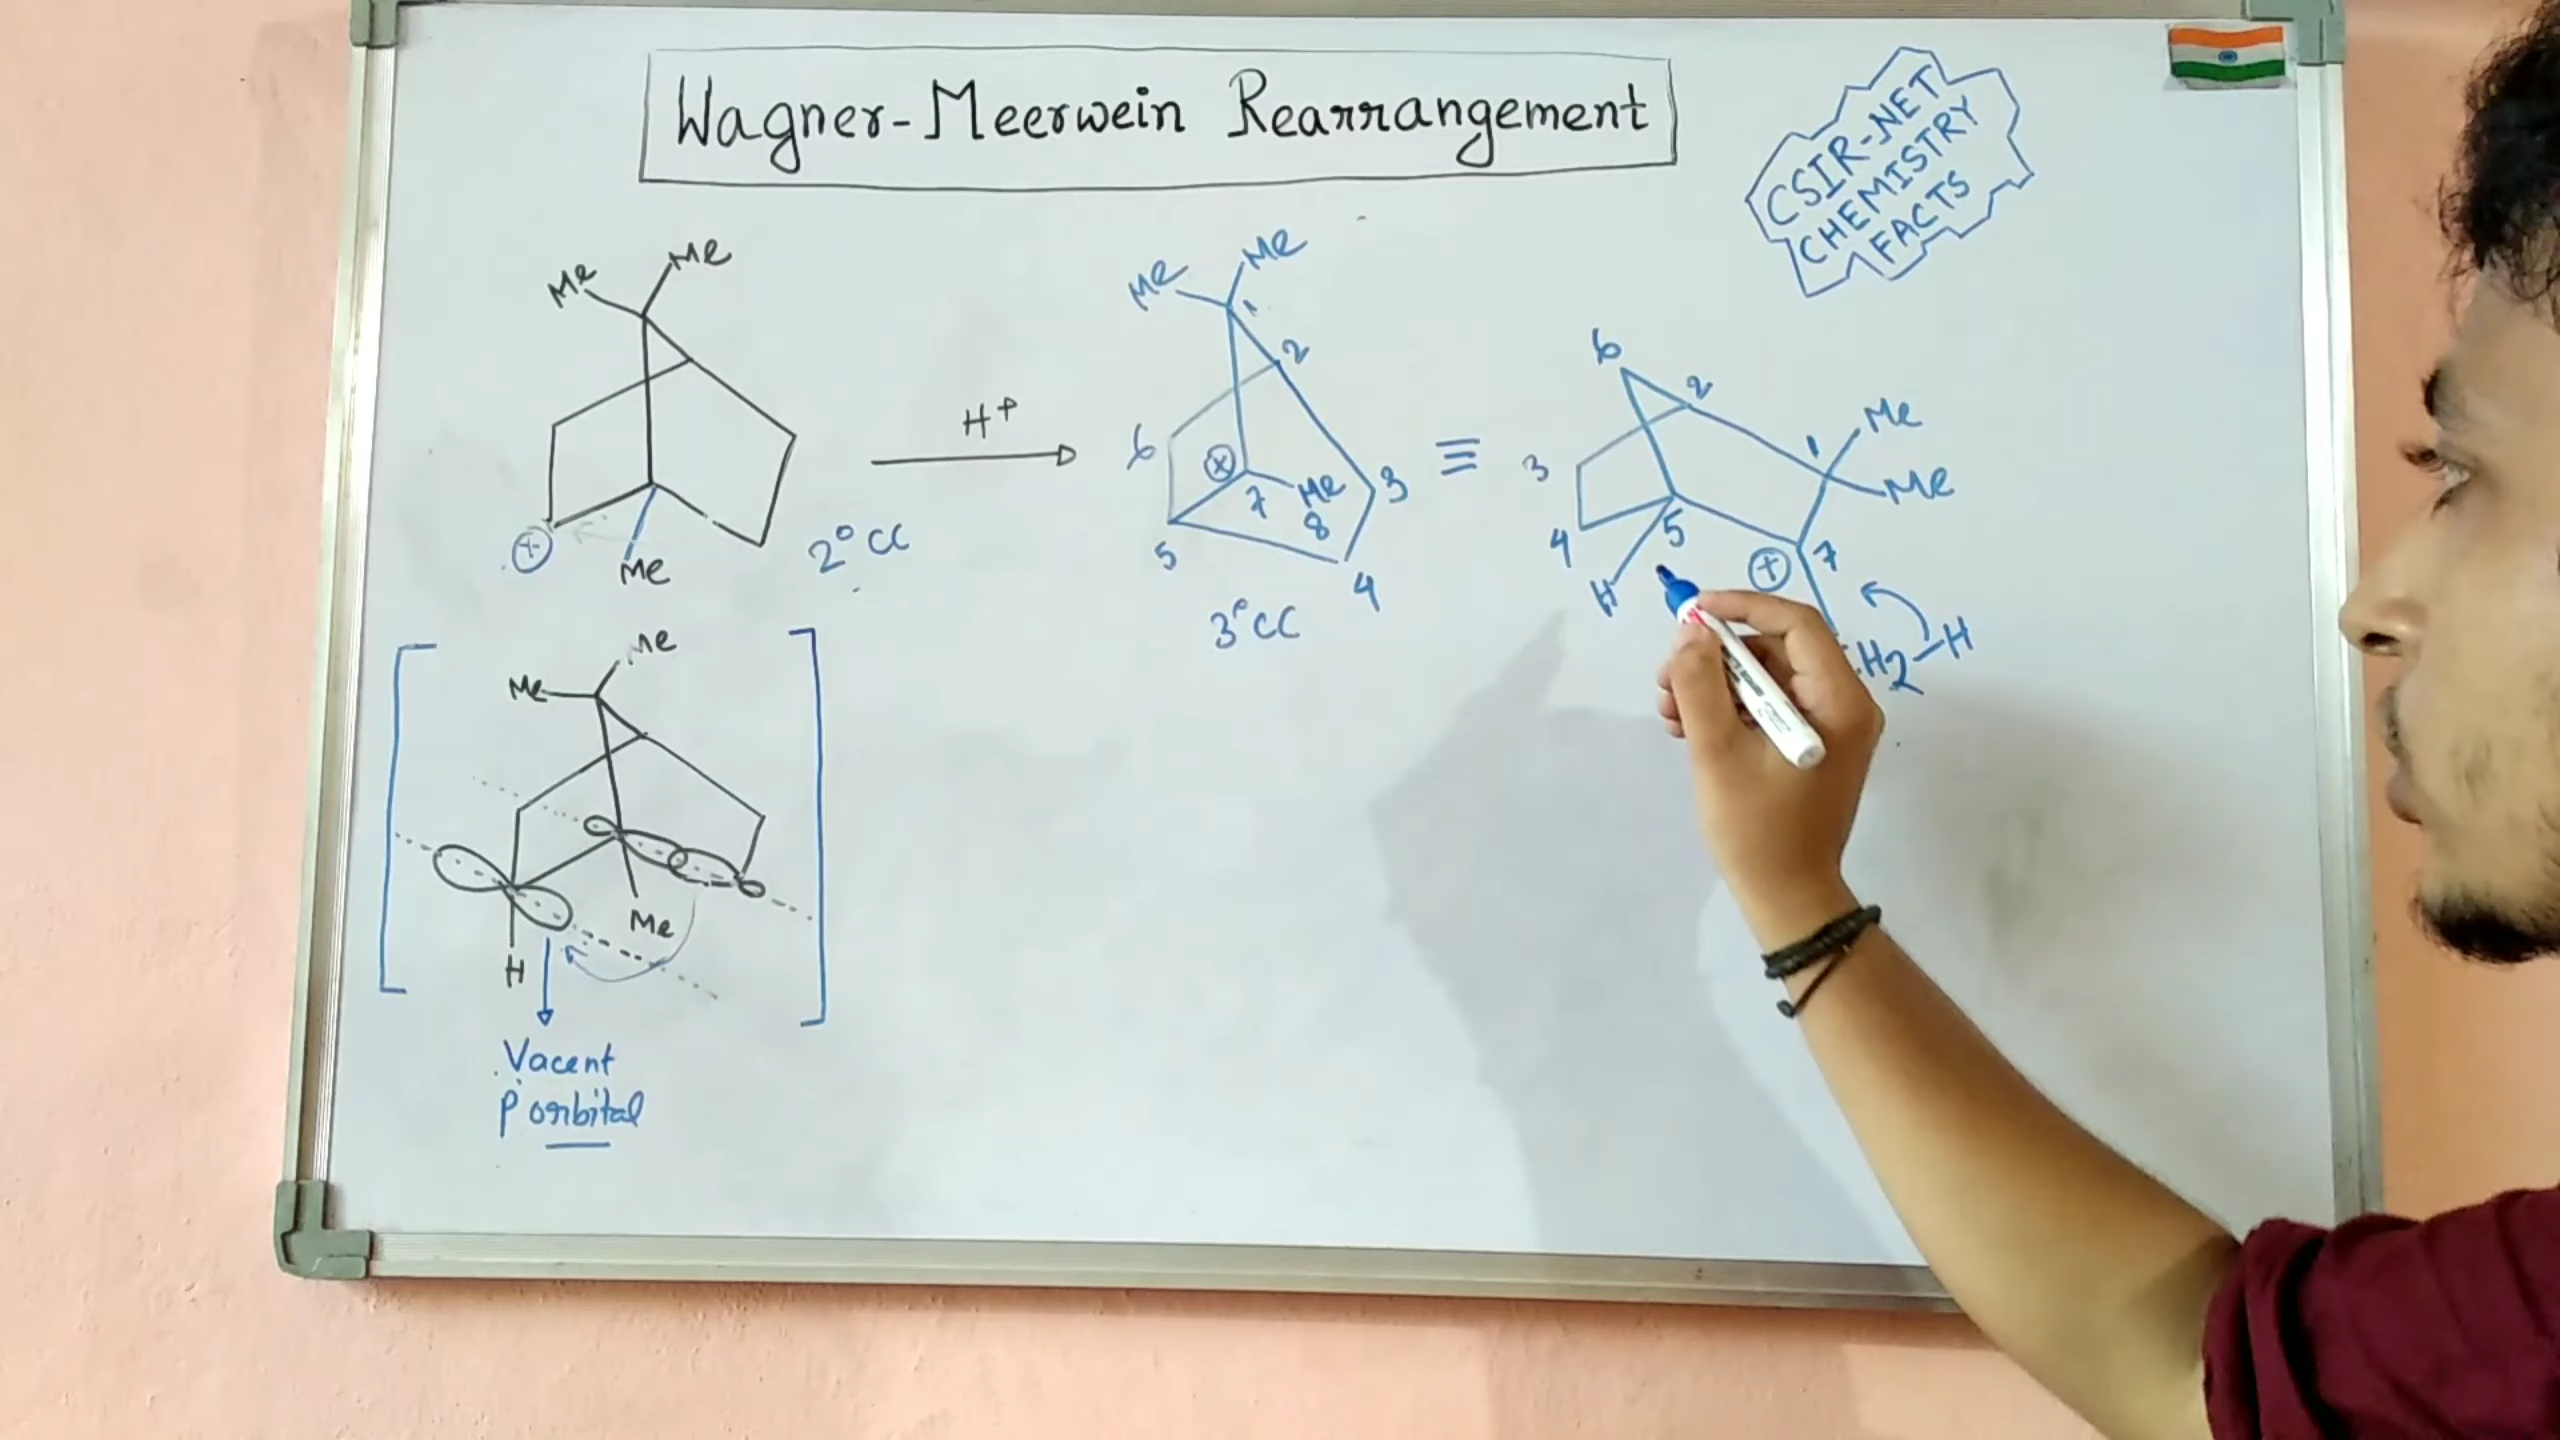 Wagner-Meerwein Rearrangement
CSIR-NET
CHEMISTRY
FACTS
Me Me
⊕
Me
2° CC
H+
Me Me
1
2
6
⊕
7
Me
8
3
5
4
3° CC
≡
6
2
3
1
Me
Me
4
5
H
⊕
7
H2-H
Me
Me
Me
H
Vacent
P orbital